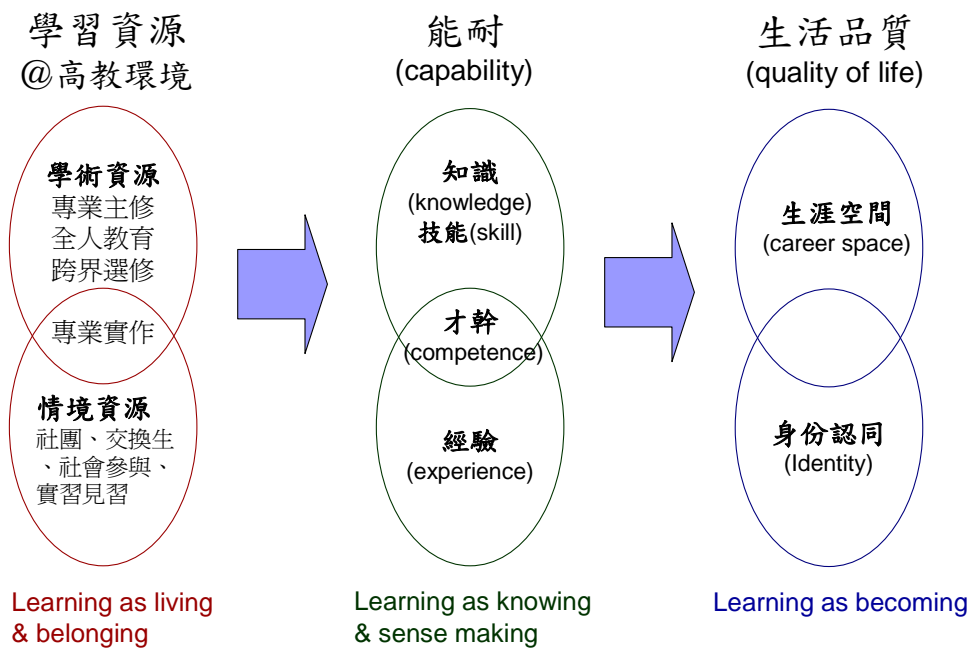 學習資源
@高教環境
學術資源
專業主修
全人教育
跨界選修
專業實作
情境資源
社團、交換生
、社會參與、
實習見習
Learning as living
& belonging
能耐
(capability)
知識
(knowledge)
技能(skill)
才幹
(competence)
經驗
(experience)
Learning as knowing
& sense making
生活品質
(quality of life)
生涯空間
(career space)
身份認同
(Identity)
Learning as becoming